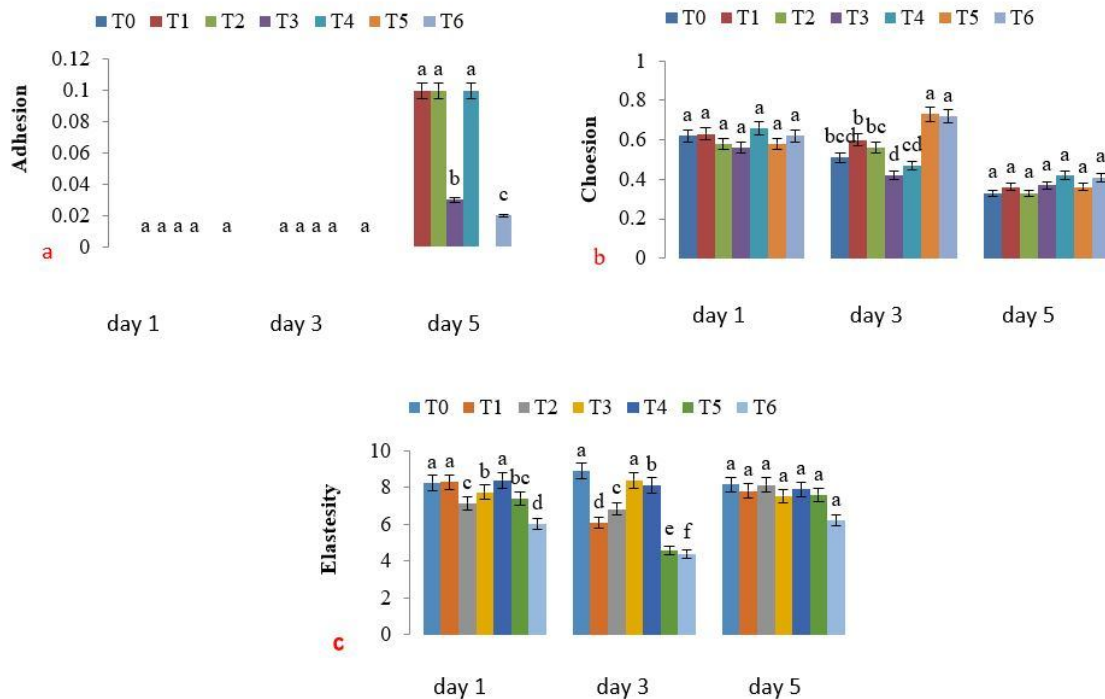 T0 T1 T2 T3 T4 T5 T6
0.12
0.1
0.08
0.06
0.04
0.02
0
Adhesion
a a a a a
a a a a a
a a b a c
a
day 1 day 3 day 5
T0 T1 T2 T3 T4 T5 T6
1
0.8
0.6
0.4
0.2
0
Choesion
a a a a a a a
bcd b bc d cd a a
a a a a a a a
b
day 1 day 3 day 5
T0 T1 T2 T3 T4 T5 T6
10
8
6
4
2
0
Elastesity
a a c b a bc d
a d c a b e f
a a a a a a a
c
day 1 day 3 day 5